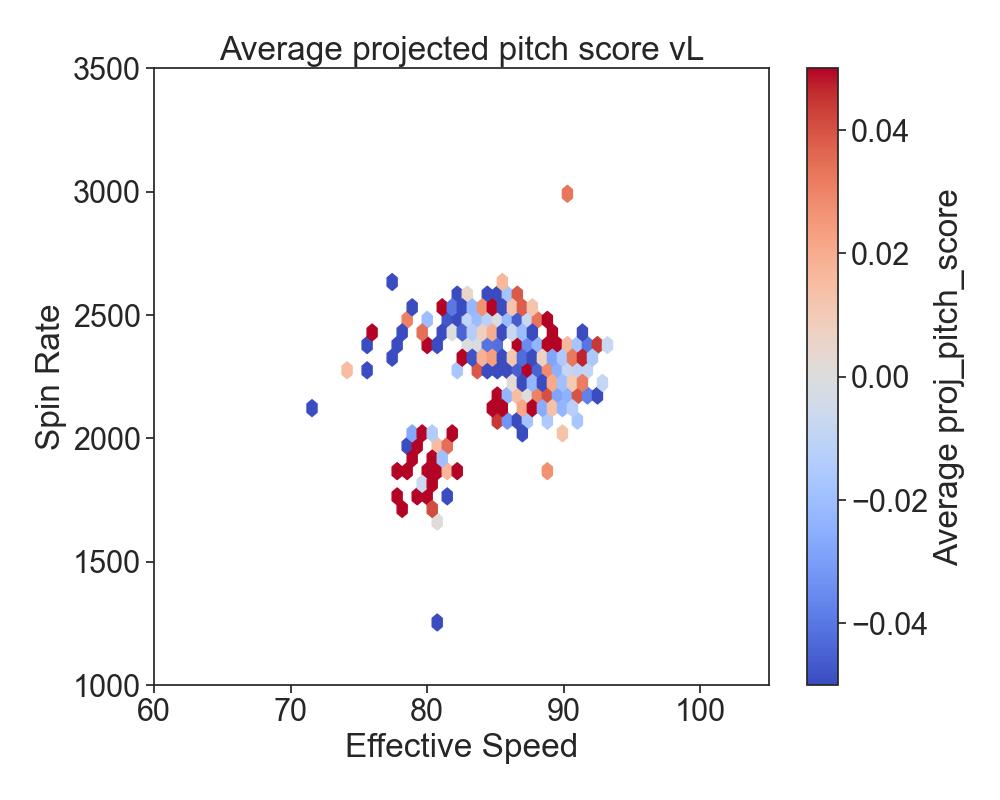 Average projected pitch score vL
3500
3000
2500
2000
1500
1000
Spin Rate
60 70 80 90 100
Effective Speed
0.04
0.02
0.00
−0.02
−0.04
Average proj_pitch_score